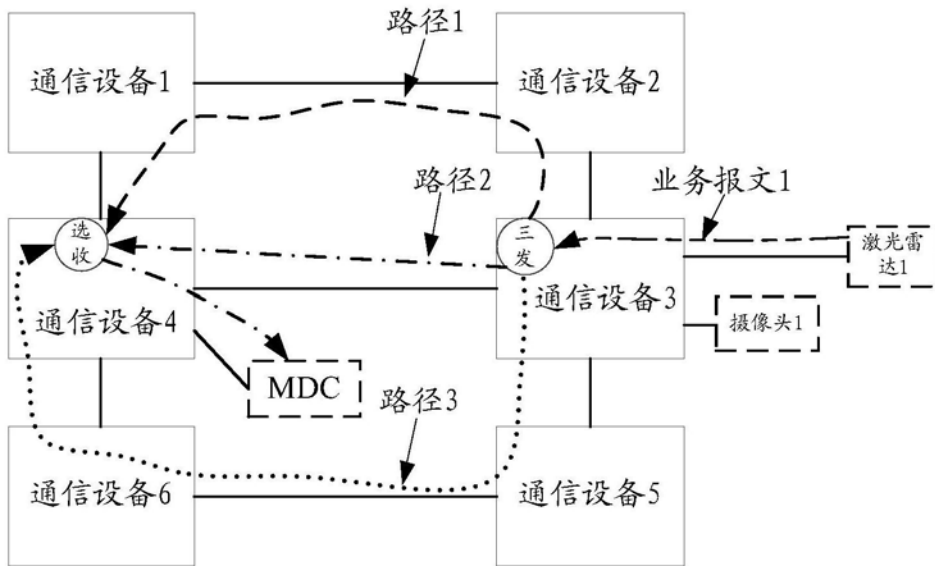 路径1
通信设备1
通信设备2
路径2
业务报文1
选
收
三
发
激光雷
达1
通信设备4
通信设备3
摄像头1
MDC
路径3
通信设备6
通信设备5